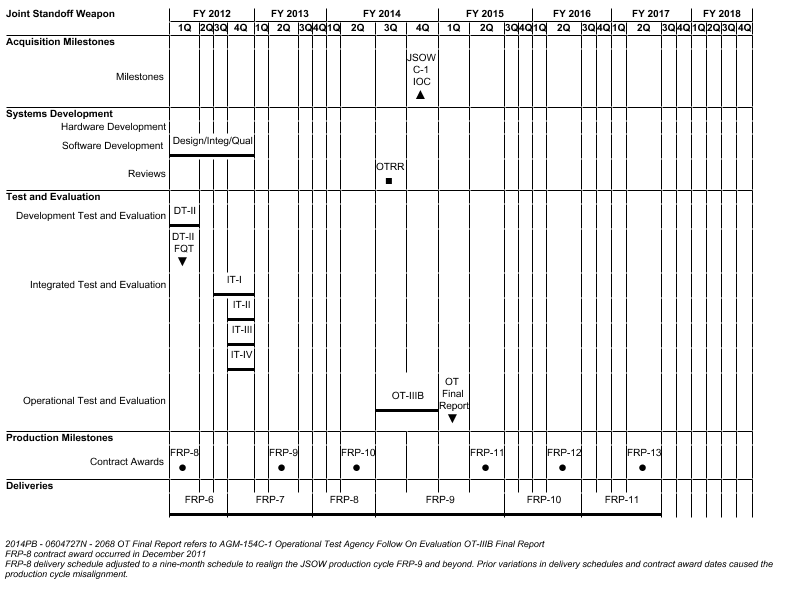 Joint Standoff Weapon FY 2012 FY 2013 FY 2014 FY 2015 FY 2016 FY 2017 FY 2018
1Q 2Q 3Q 4Q 1Q 2Q 3Q 4Q 1Q 2Q 3Q 4Q 1Q 2Q 3Q 4Q 1Q 2Q 3Q 4Q 1Q 2Q 3Q 4Q 1Q 2Q 3Q 4Q
Acquisition Milestones
Milestones
JSOW
C-1
IOC
Systems Development
Hardware Development
Software Development
Design/Integ/Qual
Reviews
OTRR
Test and Evaluation
Development Test and Evaluation
DT-II
DT-II
FQT
Integrated Test and Evaluation
IT-I
IT-II
IT-III
IT-IV
Operational Test and Evaluation
OT-IIIB
OT
Final
Report
Production Milestones
Contract Awards
FRP-8 FRP-9 FRP-10 FRP-11 FRP-12 FRP-13
Deliveries
FRP-6 FRP-7 FRP-8 FRP-9 FRP-10 FRP-11
2014PB - 0604727N - 2068 OT Final Report refers to AGM-154C-1 Operational Test Agency Follow On Evaluation OT-IIIB Final Report
FRP-8 contract award occurred in December 2011
FRP-8 delivery schedule adjusted to a nine-month schedule to realign the JSOW production cycle FRP-9 and beyond. Prior variations in delivery schedules and contract award dates caused the
production cycle misalignment.